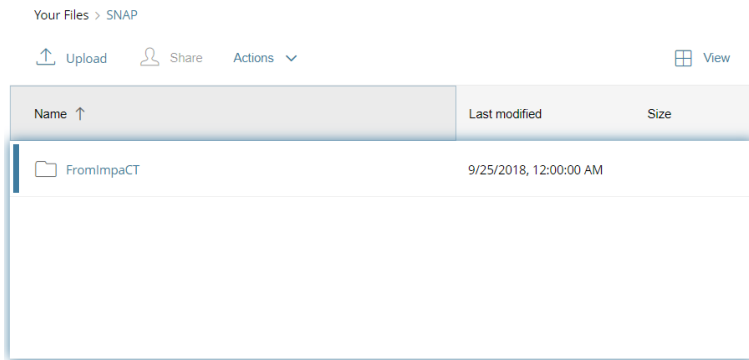 Your Files > SNAP
Upload Share Actions View
Name ↑ Last modified Size
FromImpaCT 9/25/2018, 12:00:00 AM